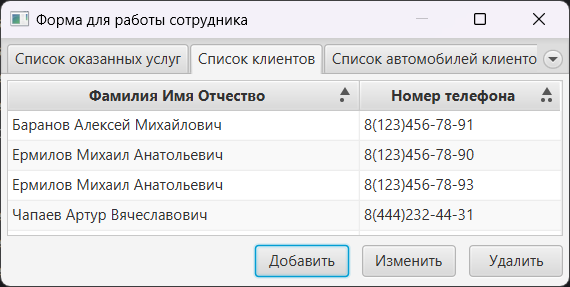 Форма для работы сотрудника
Список оказанных услуг Список клиентов Список автомобилей клиенто
Фамилия Имя Отчество Номер телефона
Баранов Алексей Михайлович 8(123)456-78-91
Ермилов Михаил Анатольевич 8(123)456-78-90
Ермилов Михаил Анатольевич 8(123)456-78-93
Чапаев Артур Вячеславович 8(444)232-44-31
Добавить Изменить Удалить